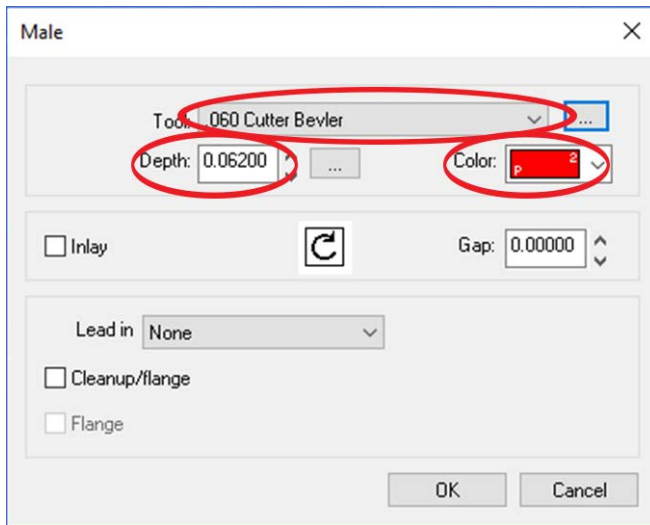 Male
Tool: .060 Cutter Bevler ...
Depth: 0.06200 ... Color: P 2
Inlay Gap: 0.00000
Lead in None
Cleanup/flange
Flange
OK Cancel